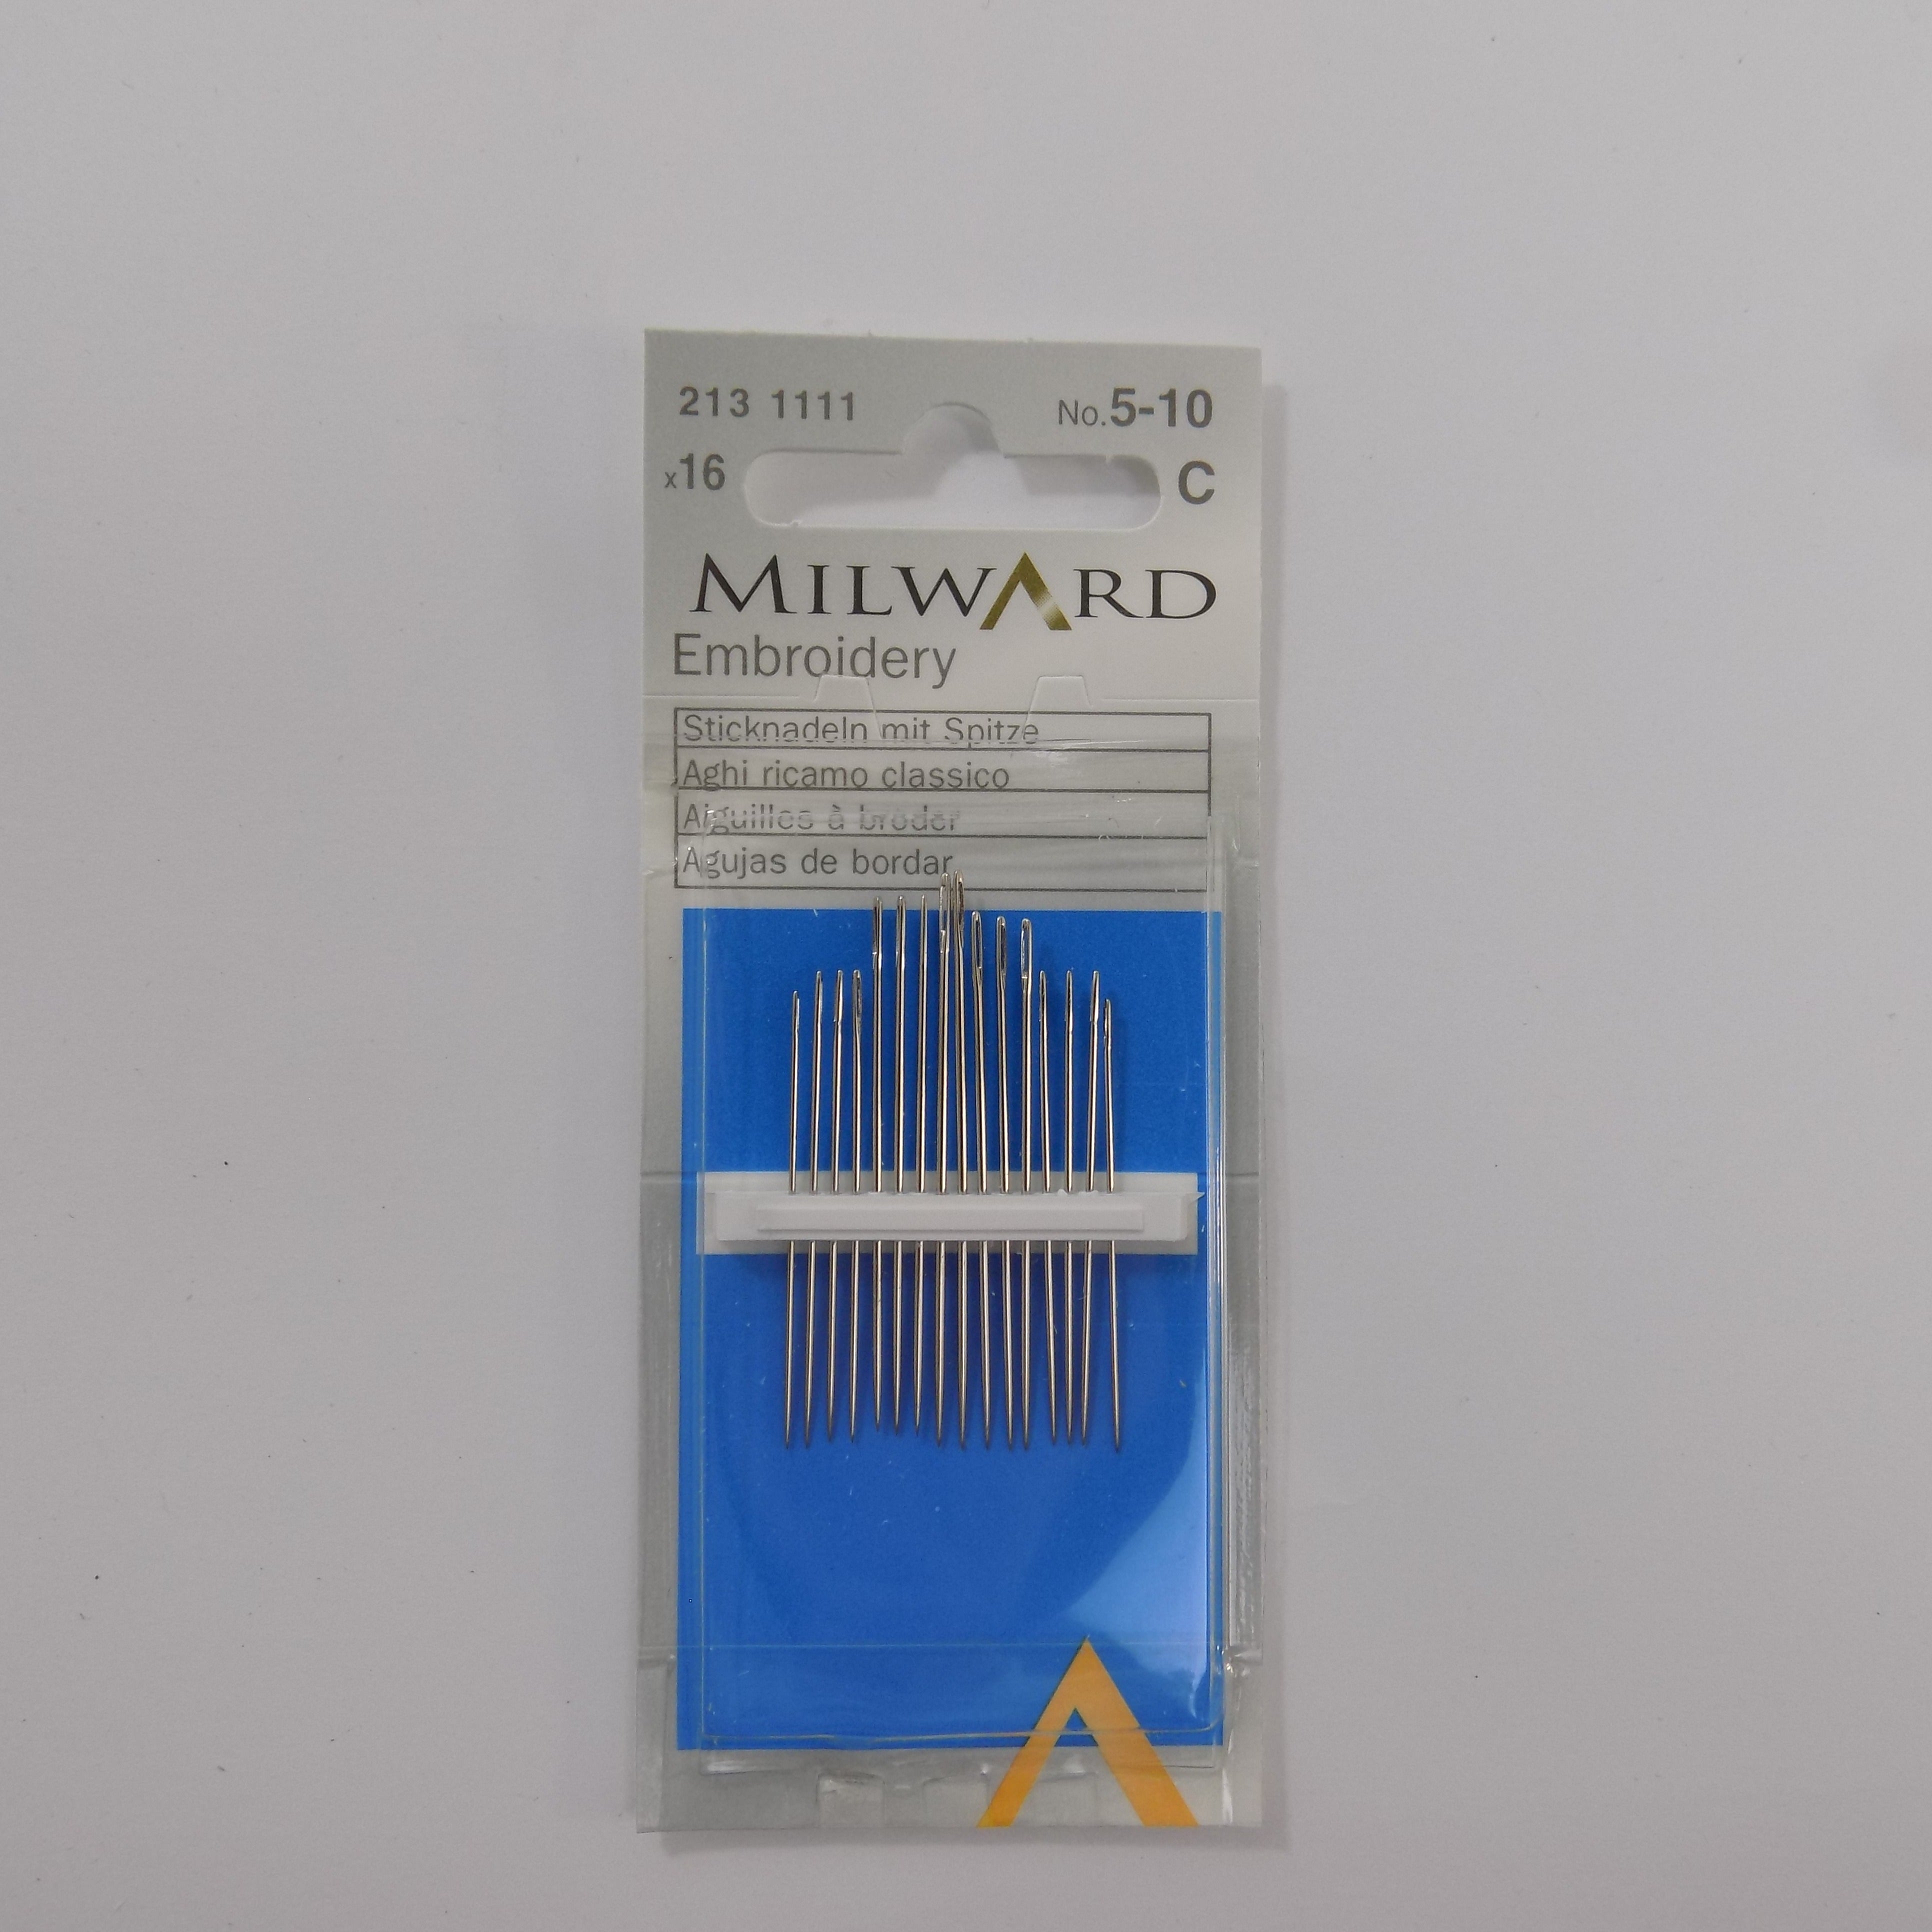 213 1111
No.5-10
x16
C
MILWARD
Embroidery
Sticknadeln mit Spitze
Aghi ricamo classico
Aiguilles à broder
Agujas de bordar